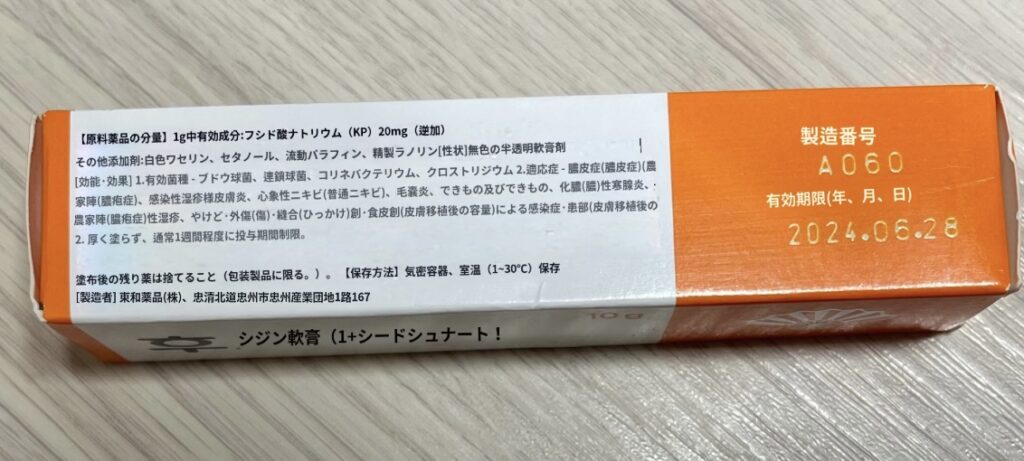 【原料薬品の分量】1g中有効成分:フシド酸ナトリウム（KP）20mg（逆加）
その他添加剤:白色ワセリン、セタノール、流動パラフィン、精製ラノリン[性状]無色の半透明軟膏剤
[効能·効果] 1.有効菌種 - ブドウ球菌、連鎖球菌、コリネバクテリウム、クロストリジウム 2.適応症 - 膿皮症(膿皮症)(農
家陣(膿疱症)、感染性湿疹様皮膚炎、心象性ニキビ(普通ニキビ)、毛嚢炎、できもの及びできもの、化膿(膿)性寒腺炎、
農家陣(膿疱症)性湿疹、やけど·外傷(傷)·縫合(ひっかけ)創·食皮創(皮膚移植後の容量)による感染症·患部(皮膚移植後の
2. 厚く塗らず、通常1週間程度に投与期間制限。
塗布後の残り薬は捨てること（包装製品に限る。）。 【保存方法】気密容器、室温（1~30℃）保存
[製造者] 東和薬品(株)、忠清北道忠州市忠州産業団地1路167
製造番号
A060
有効期限(年、月、日)
2024.06.28
シジン軟膏（1+シードシュナート！
10g